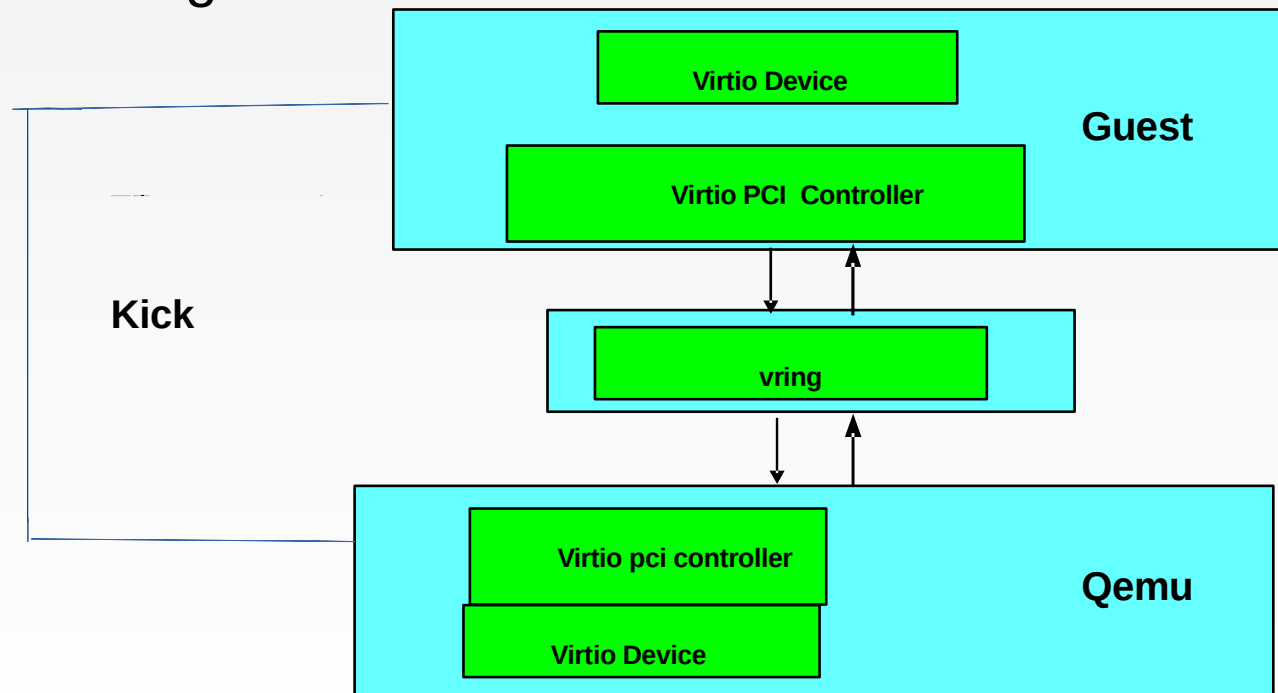 Virtio Device
Guest
Virtio PCI Controller
Kick
vring
Virtio pci controller
Qemu
Virtio Device